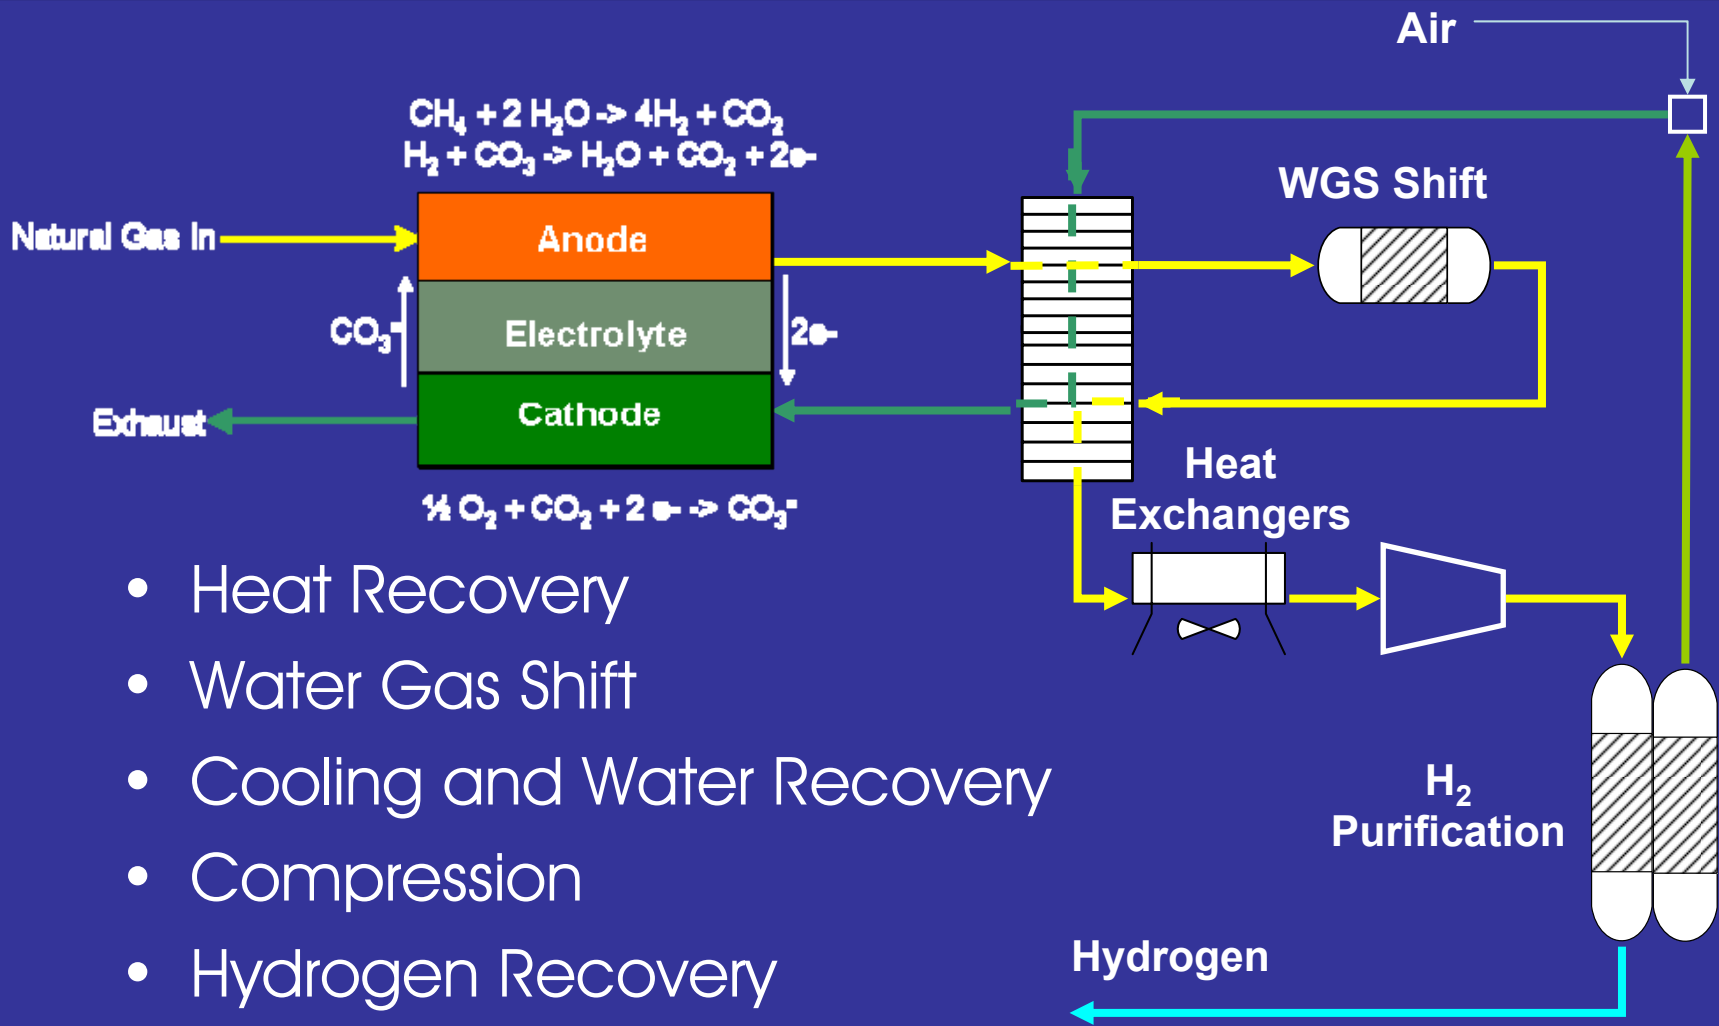 Air
CH₄ + 2 H₂O -> 4H₂ + CO₂
H₂ + CO₃ -> H₂O + CO₂ + 2e-
WGS Shift
Natural Gas In
Anode
CO₃⁼
Electrolyte
2e-
Exhaust
Cathode
Heat
Exchangers
½ O₂ + CO₂ + 2 e- -> CO₃⁼
• Heat Recovery
• Water Gas Shift
• Cooling and Water Recovery
H₂
Purification
• Compression
• Hydrogen Recovery
Hydrogen